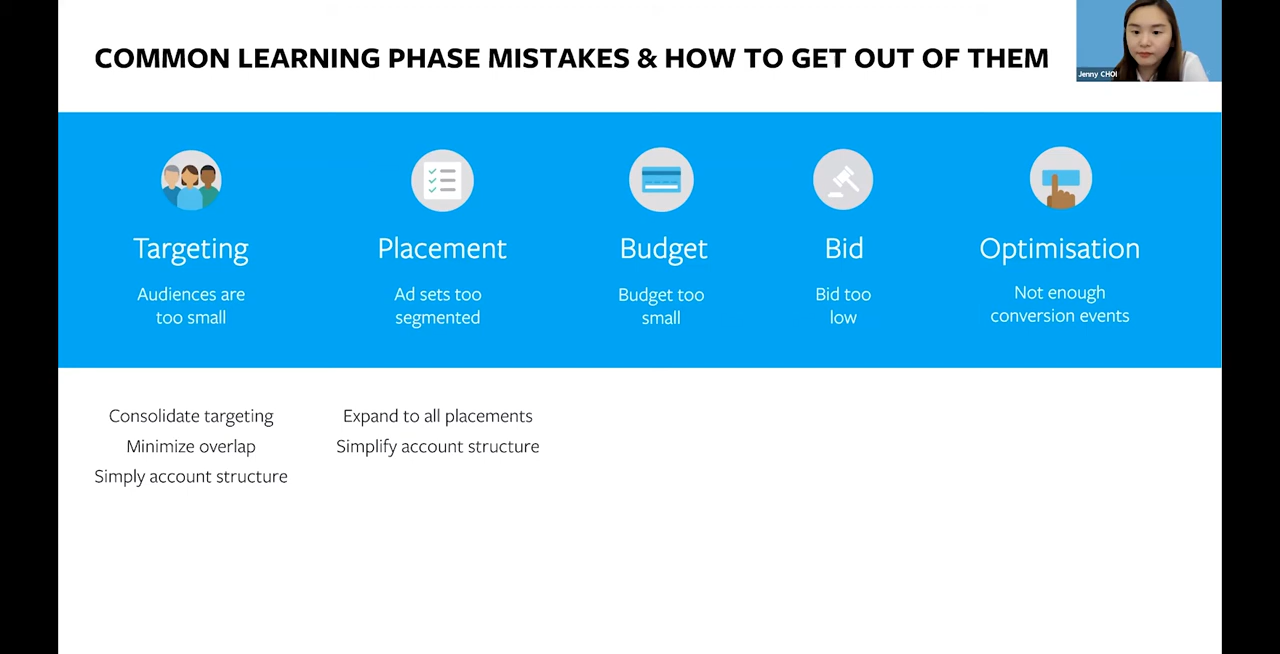 COMMON LEARNING PHASE MISTAKES & HOW TO GET OUT OF THEM
Jenny CHOI
Targeting
Audiences are
too small
Placement
Ad sets too
segmented
Budget
Budget too
small
Bid
Bid too
low
Optimisation
Not enough
conversion events
Consolidate targeting
Minimize overlap
Simply account structure
Expand to all placements
Simplify account structure